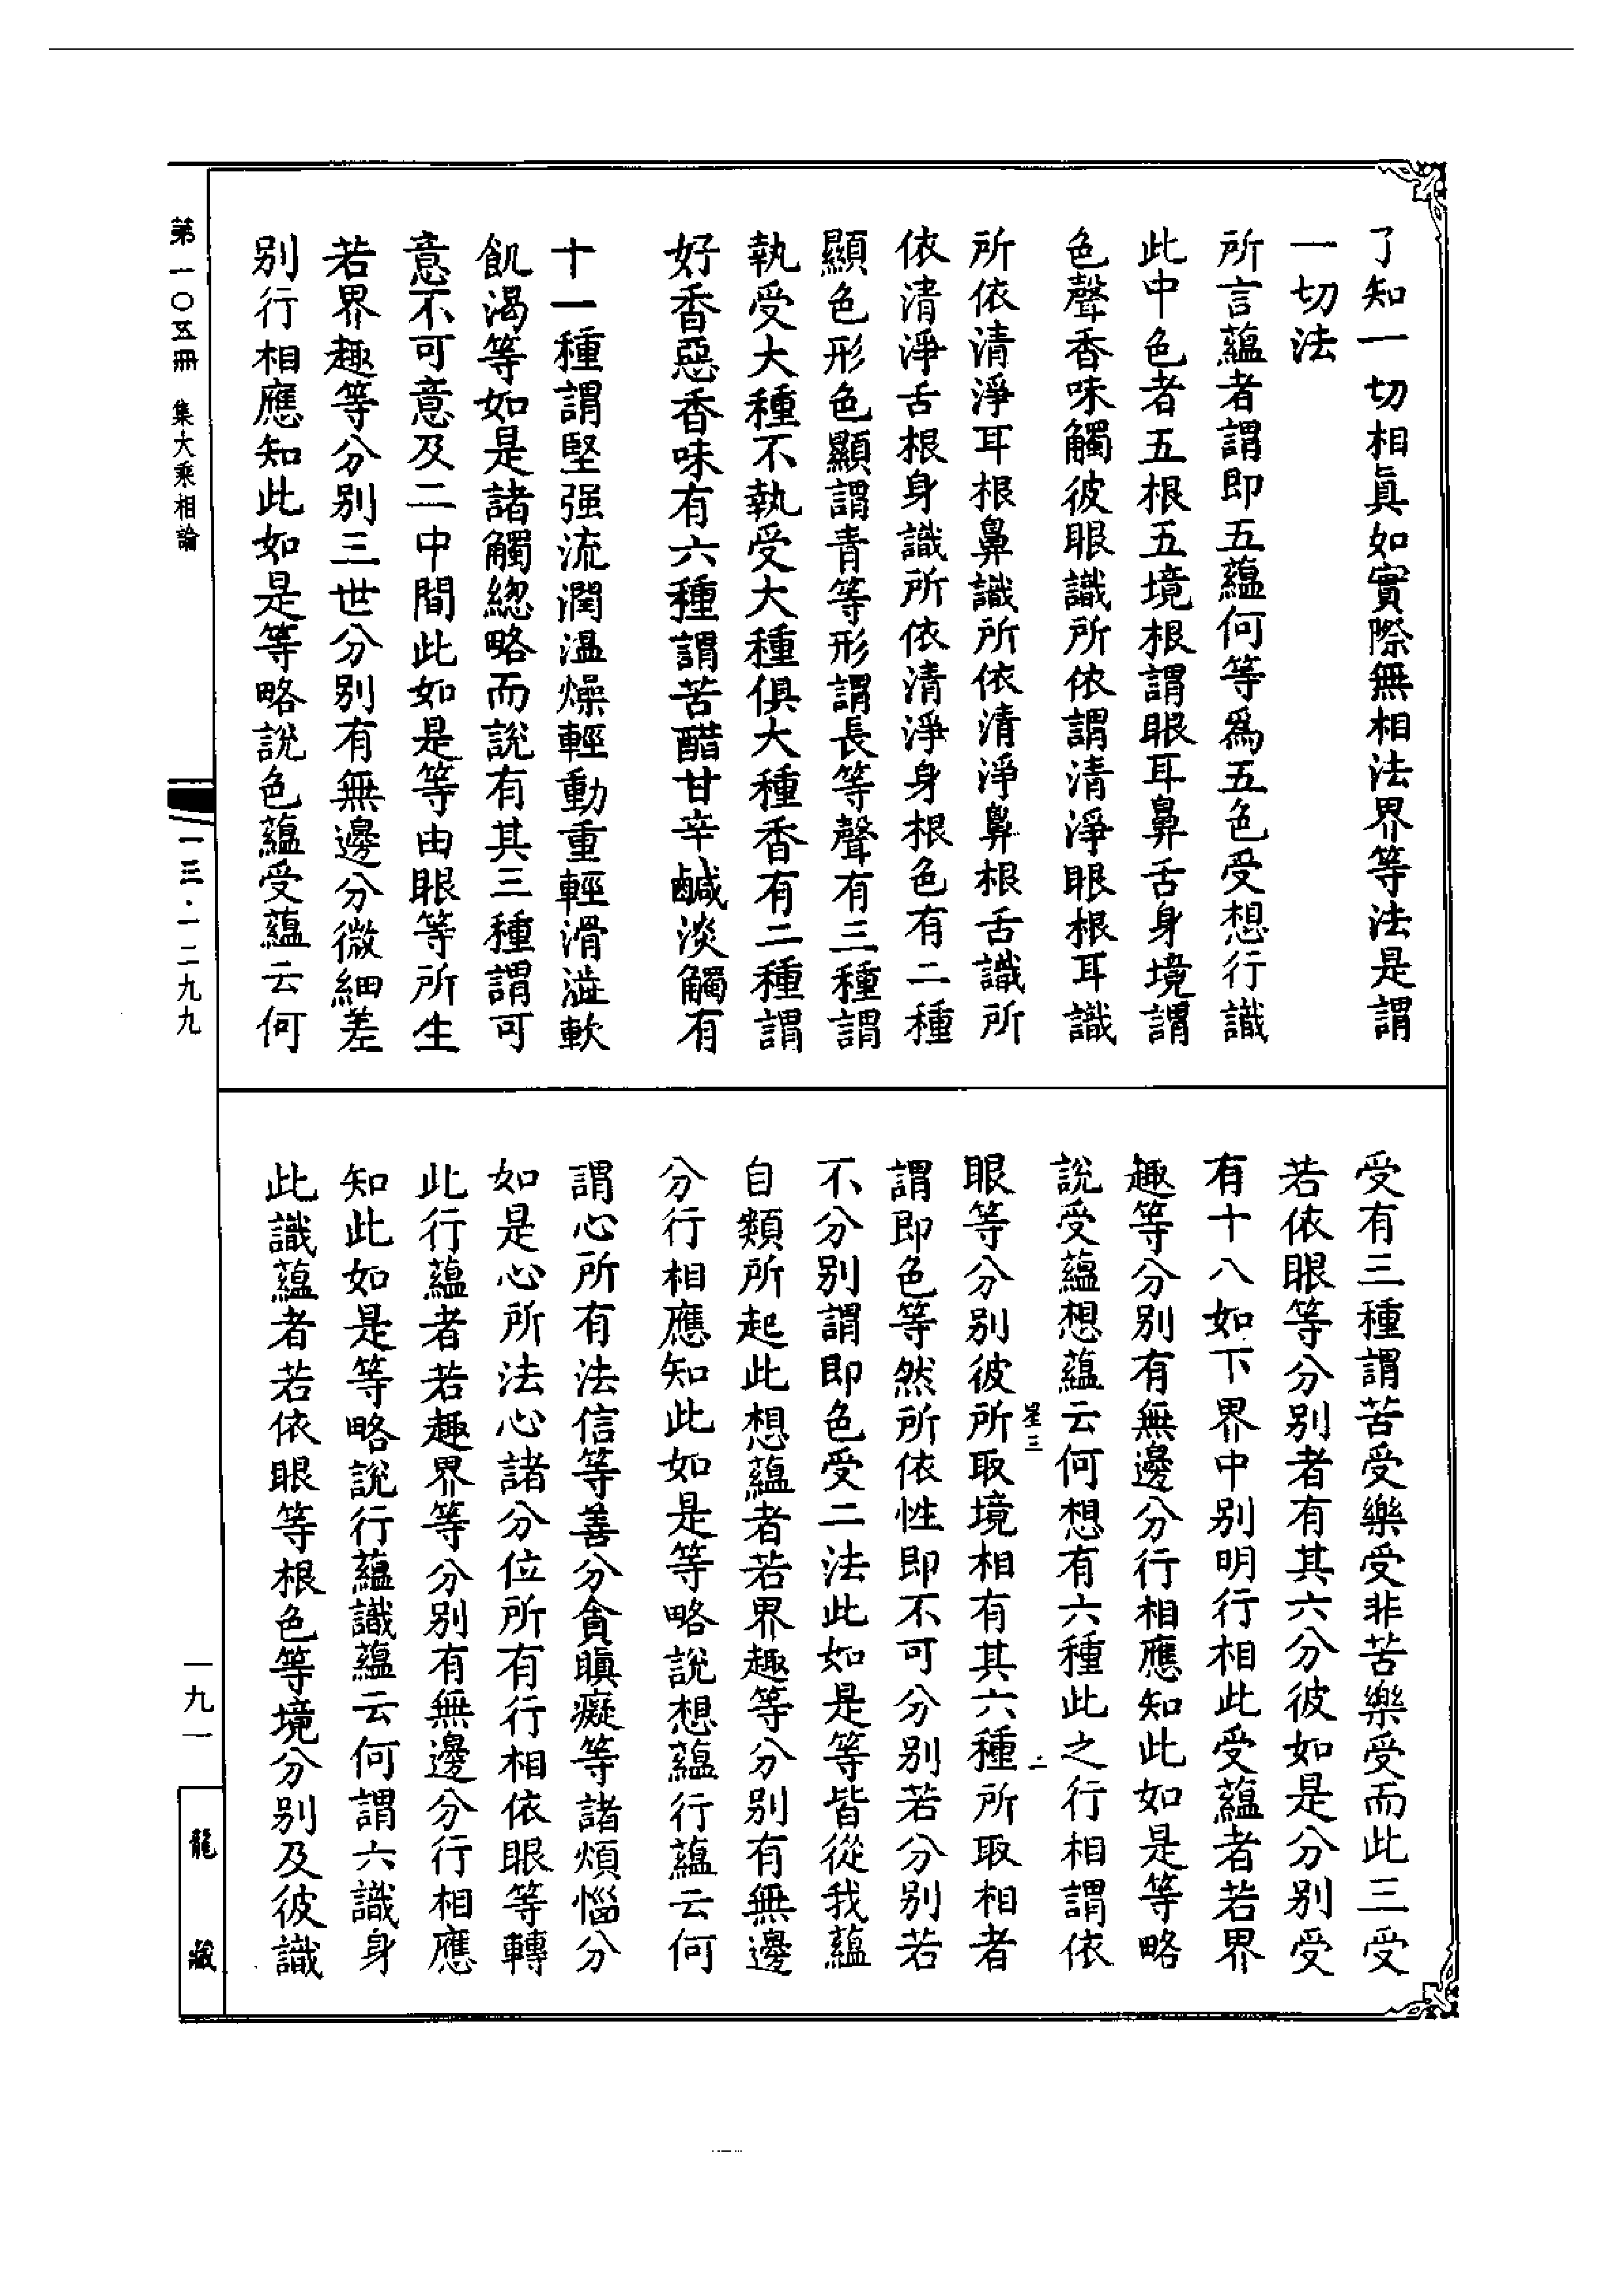 了知一切相真如實際無相法界等法是謂
一切法
所言蘊者謂即五蘊何等爲五色受想行識
此中色者五根五境根謂眼耳鼻舌身境謂
色聲香味觸彼眼識所依謂清淨眼根耳識
所依清淨耳根鼻識所依清淨鼻根舌識所
依清淨舌根身識所依清淨身根色有二種
顯色形色顯謂青等形謂長等聲有三種謂
執受大種不執受大種俱大種香有二種謂
好香惡香味有六種謂苦醋甘辛鹹淡觸有
十一種謂堅强流潤温燥輕動重輕滑澁軟
飢渴等如是諸觸緫略而說有其三種謂可
意不可意及二中間此如是等由眼等所生
若界趣等分别三世分别有無邊分微細差
别行相應知此如是等略說色蘊受蘊云何
受有三種謂苦受樂受非苦樂受而此三受
若依眼等分别者有其六分彼如是分别受
有十八如下界中别明行相此受蘊者若界
趣等分别有無邊分行相應知此如是等略
說受蘊想蘊云何想有六種此之行相謂依
星三 二
眼等分别彼所取境相有其六種所取相者
謂即色等然所依性即不可分别若分别若
不分别謂即色受二法此如是等皆從我蘊
自類所起此想蘊者若界趣等分别有無邊
分行相應知此如是等略說想蘊行蘊云何
謂心所有法信等善分貪瞋癡等諸煩惱分
如是心所法心諸分位所有行相依眼等轉
此行蘊者若趣界等分别有無邊分行相應
知此如是等略說行蘊識蘊云何謂六識身
此識蘊者若依眼等根色等境分别及彼識
第一〇五冊 集大乘相論
一三·一二九九
一九一
龍藏